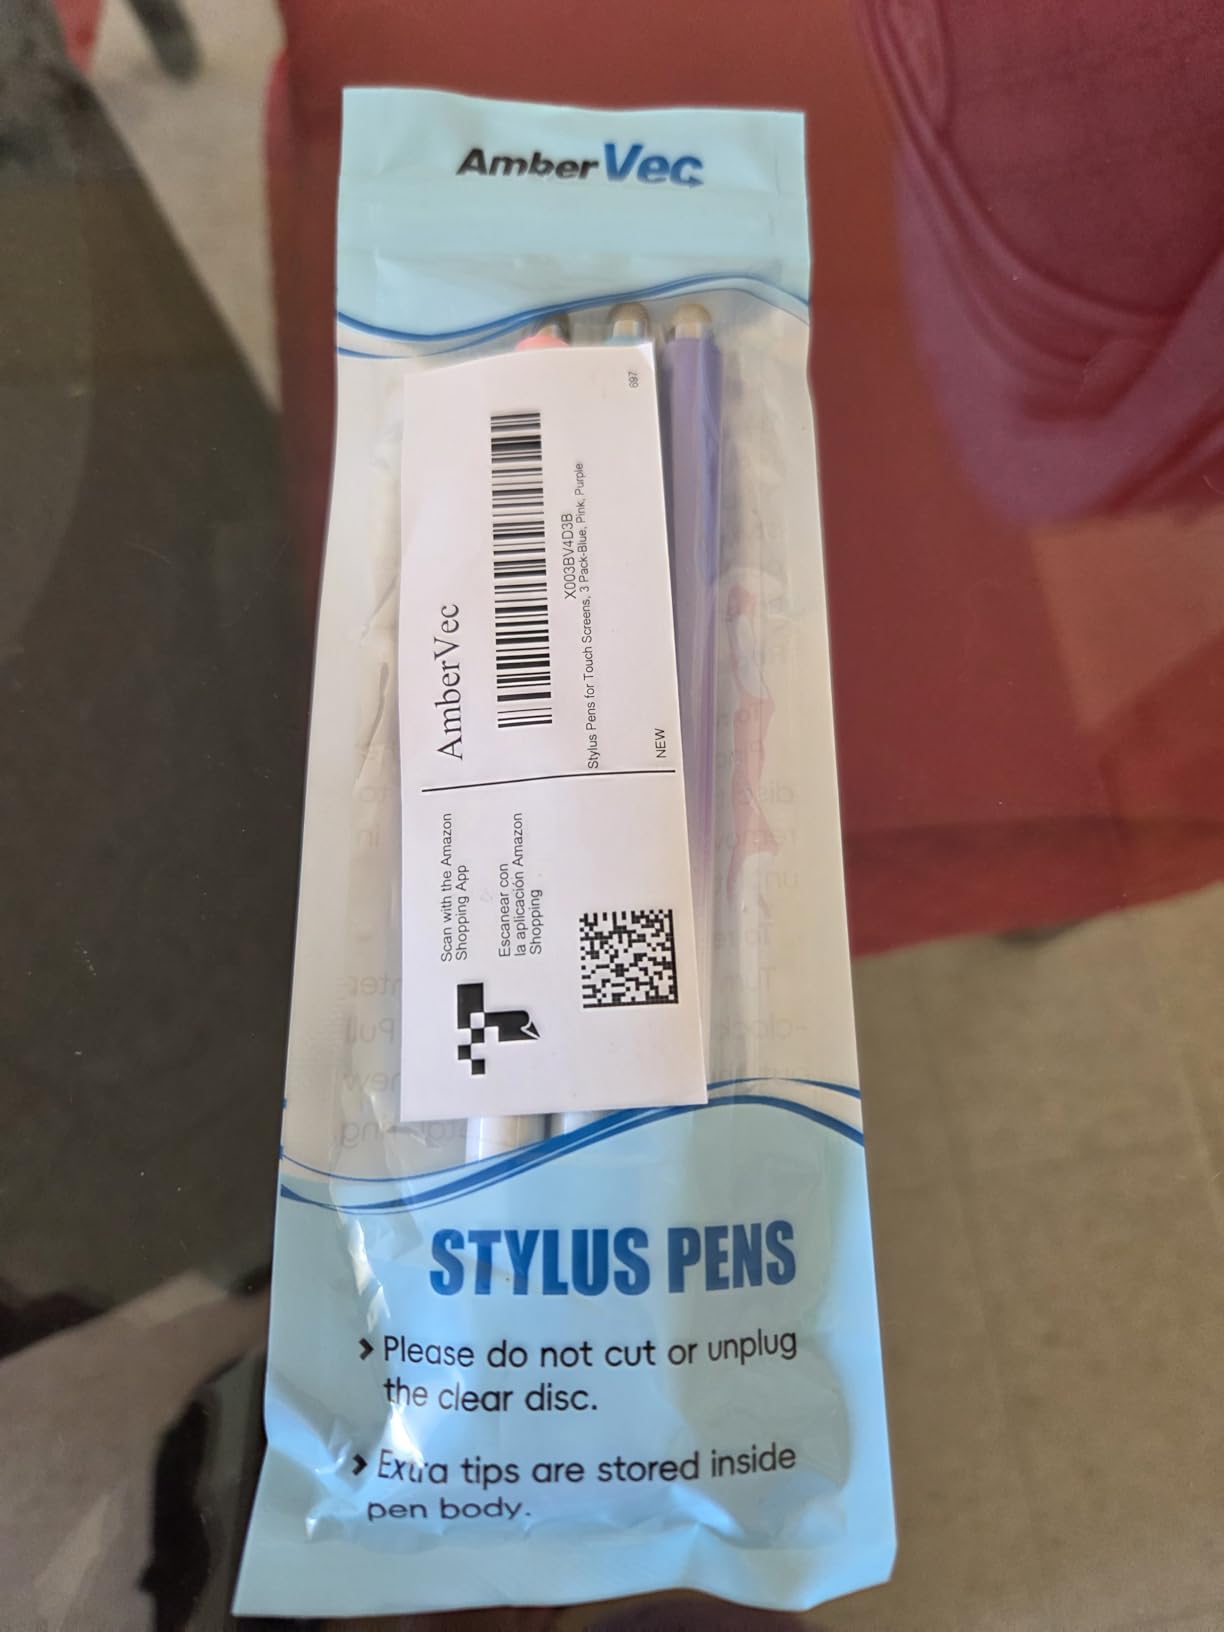 AmberVec
AmberVec
X003BV4D3B
Stylus Pens for Touch Screens, 3 Pack-Blue, Pink, Purple
NEW
697
Scan with the Amazon
Shopping App
Escanear con
la aplicación Amazon
Shopping
STYLUS PENS
Please do not cut or unplug
the clear disc.
Extra tips are stored inside
pen body.